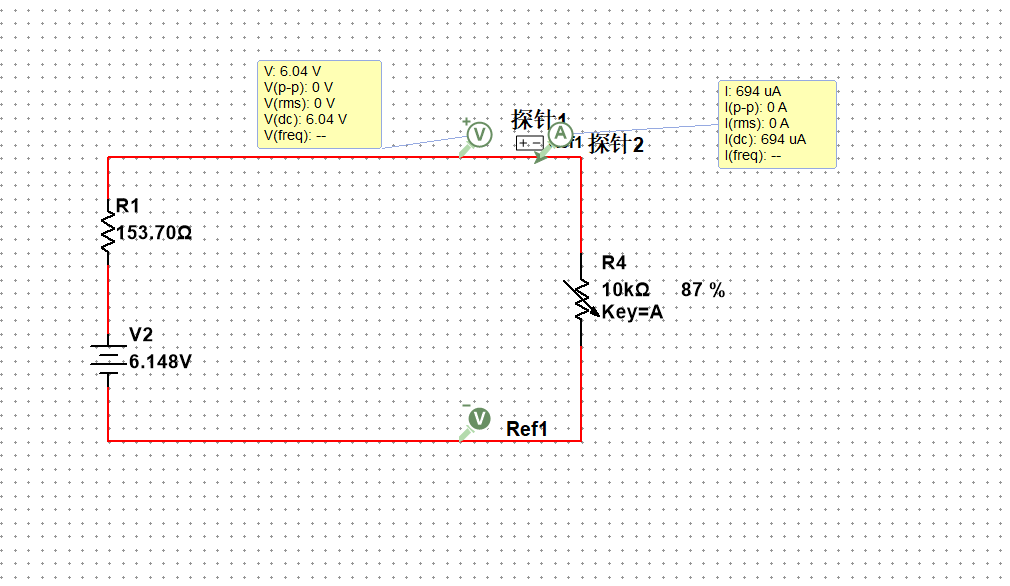 V: 6.04 V
V(p-p): 0 V
V(rms): 0 V
V(dc): 6.04 V
V(freq): --
I: 694 uA
I(p-p): 0 A
I(rms): 0 A
I(dc): 694 uA
I(freq): --
+
V
探针1
A
+ -
探针2
R1
153.70Ω
R4
10kΩ 87 %
Key=A
V2
6.148V
-
V
Ref1